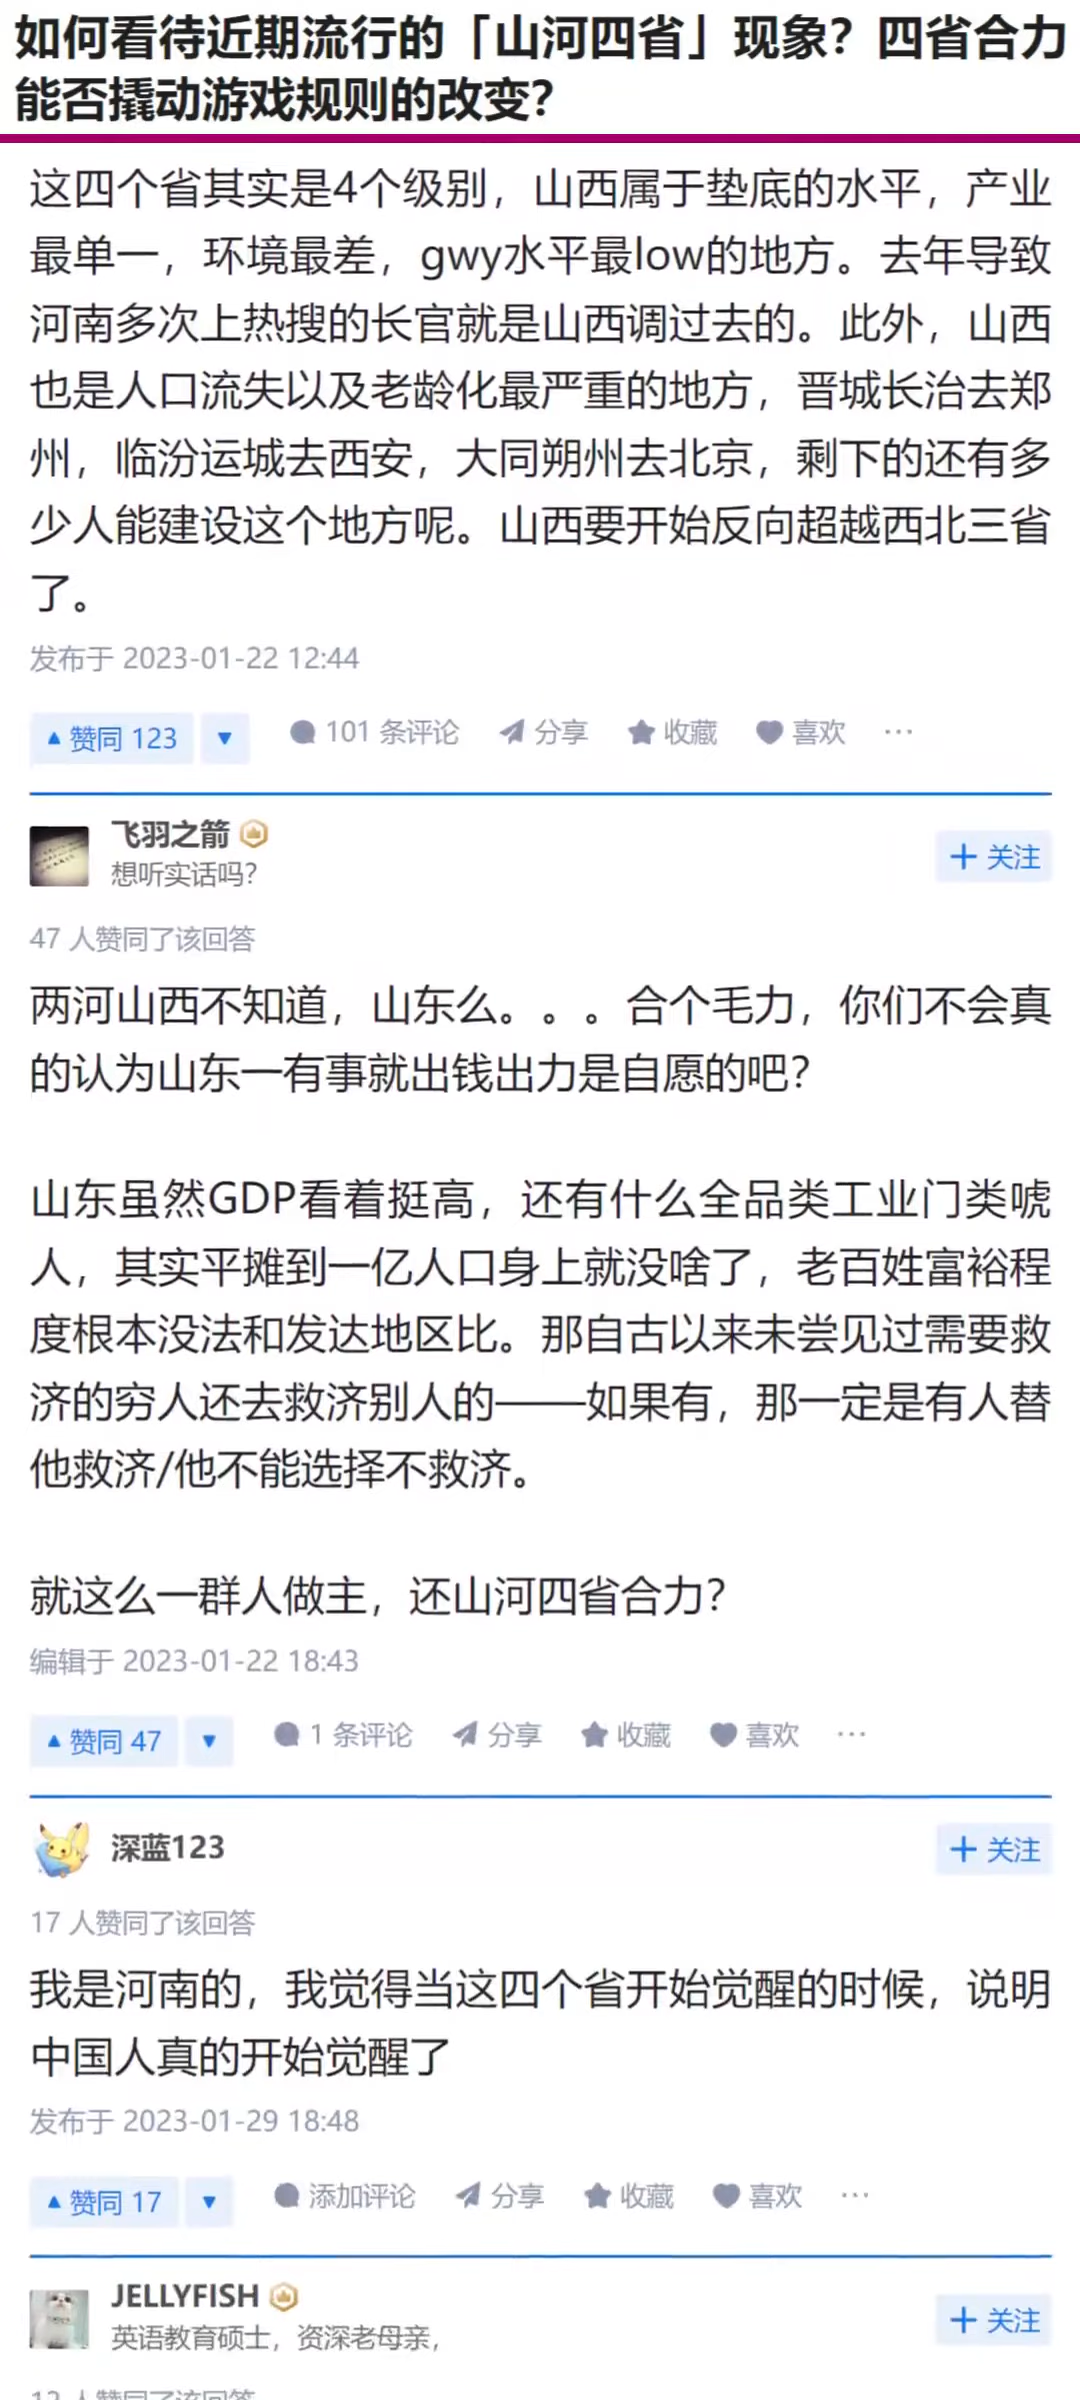 如何看待近期流行的「山河四省」现象？四省合力
能否撬动游戏规则的改变？
这四个省其实是4个级别，山西属于垫底的水平，产业
最单一，环境最差，gwy水平最low的地方。去年导致
河南多次上热搜的长官就是山西调过去的。此外，山西
也是人口流失以及老龄化最严重的地方，晋城长治去郑
州，临汾运城去西安，大同朔州去北京，剩下的还有多
少人能建设这个地方呢。山西要开始反向超越西北三省
了。
发布于 2023-01-22 12:44
赞同 123 101 条评论 分享 收藏 喜欢 ...
飞羽之箭
想听实话吗？
+ 关注
47 人赞同了该回答
两河山西不知道，山东么。。。合个毛力，你们不会真
的认为山东一有事就出钱出力是自愿的吧？
山东虽然GDP看着挺高，还有什么全品类工业门类唬
人，其实平摊到一亿人口身上就没啥了，老百姓富裕程
度根本没法和发达地区比。那自古以来未尝见过需要救
济的穷人还去救济别人的——如果有，那一定是有人替
他救济/他不能选择不救济。
就这么一群人做主，还山河四省合力？
编辑于 2023-01-22 18:43
赞同 47 1 条评论 分享 收藏 喜欢 ...
深蓝123
+ 关注
17 人赞同了该回答
我是河南的，我觉得当这四个省开始觉醒的时候，说明
中国人真的开始觉醒了
发布于 2023-01-29 18:48
赞同 17 添加评论 分享 收藏 喜欢 ...
JELLYFISH
英语教育硕士，资深老母亲，
+ 关注
人赞同了该回答